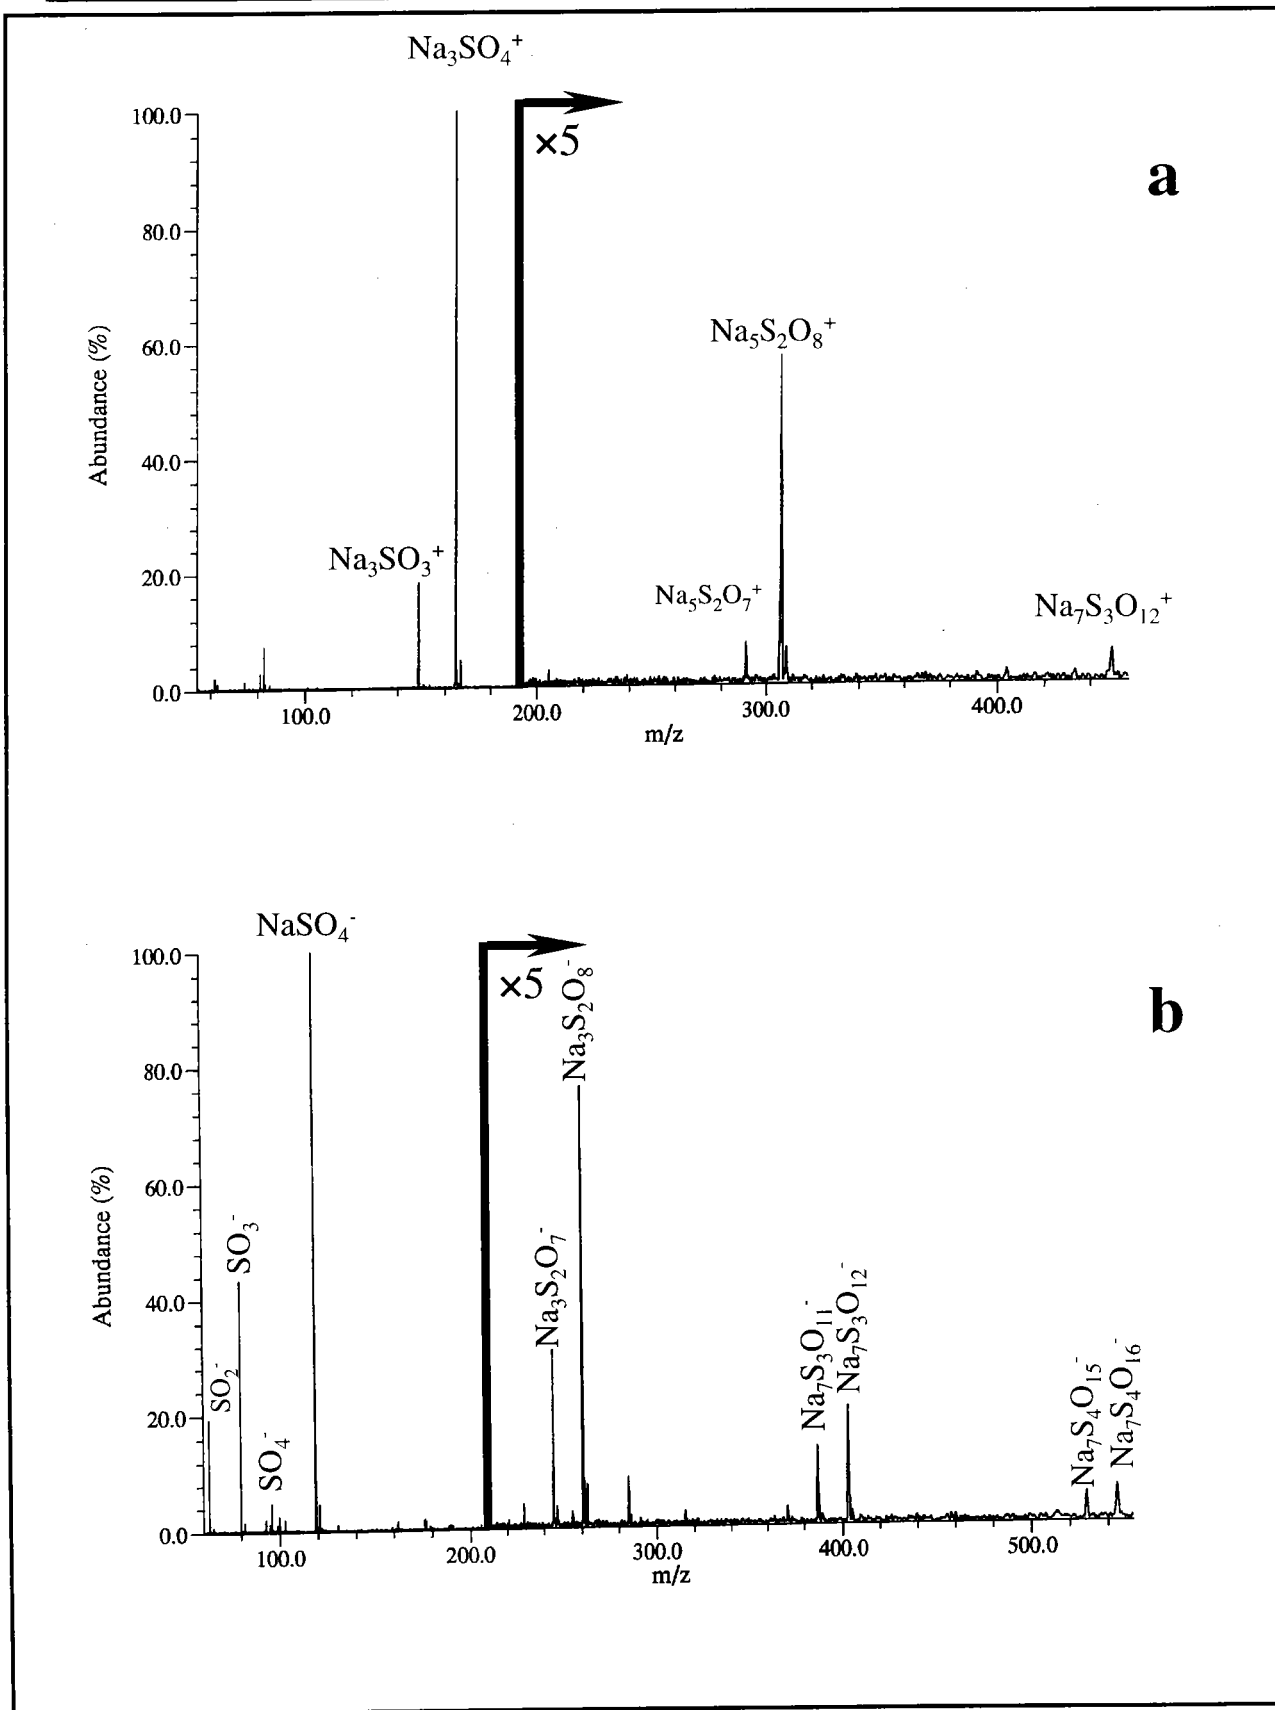 Na₃SO₄⁺
100.0
×5
a
80.0
Na₅S₂O₈⁺
60.0
Abundance (%)
40.0
Na₃SO₃⁺
20.0
Na₅S₂O₇⁺
Na₇S₃O₁₂⁺
0.0
100.0 200.0 300.0 400.0
m/z
NaSO₄⁻
100.0
×5
Na₃S₂O₈⁻
b
80.0
60.0
Abundance (%)
SO₃⁻
Na₃S₂O₇⁻
40.0
Na₇S₃O₁₁⁻
Na₇S₃O₁₂⁻
SO₂⁻
20.0
SO₄⁻
Na₇S₄O₁₅⁻
Na₇S₄O₁₆⁻
0.0
100.0 200.0 300.0 400.0 500.0
m/z